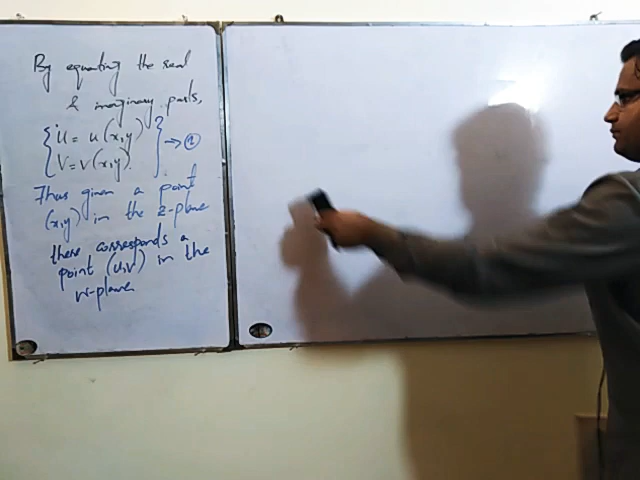 By equating the real
& imaginary parts,
{ u = u(x,y)
V = v(x,y). } → ②
Thus given a point
(x,y) in the z-plane
there corresponds a
point (u,v) in the
w-plane